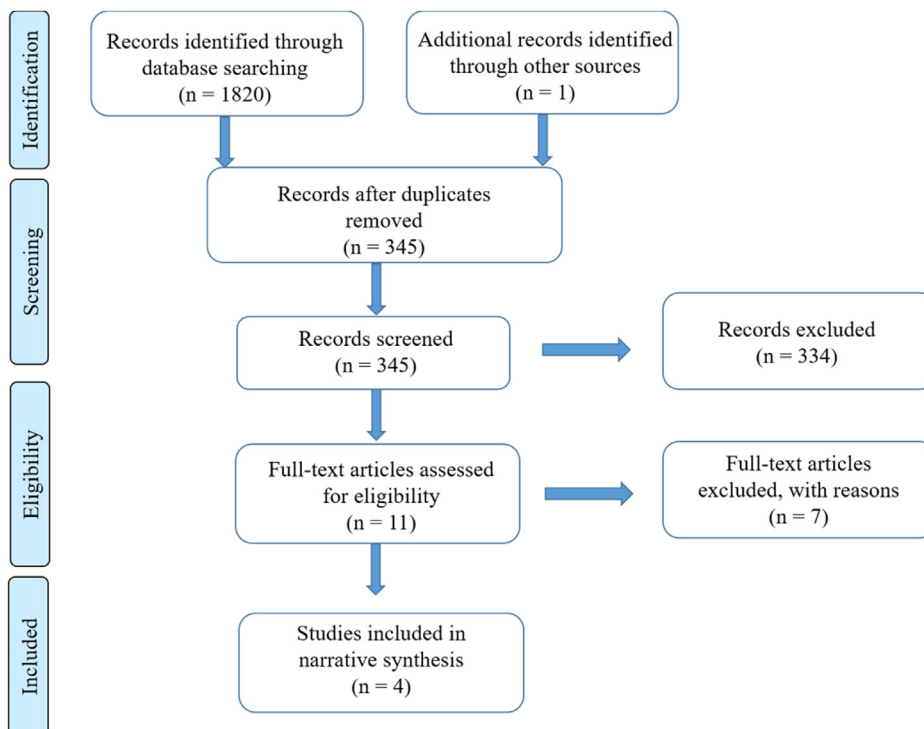 Identification
Records identified through
database searching
(n = 1820)
Additional records identified
through other sources
(n = 1)
Screening
Records after duplicates
removed
(n = 345)
Records screened
(n = 345)
Records excluded
(n = 334)
Eligibility
Full-text articles assessed
for eligibility
(n = 11)
Full-text articles
excluded, with reasons
(n = 7)
Included
Studies included in
narrative synthesis
(n = 4)